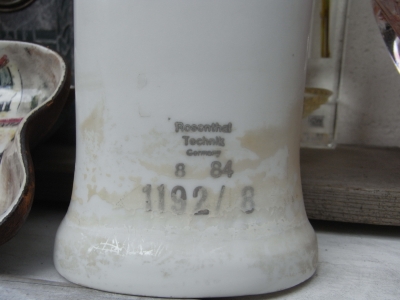 Rosenthal
Technik
Germany
8 84
1192/8